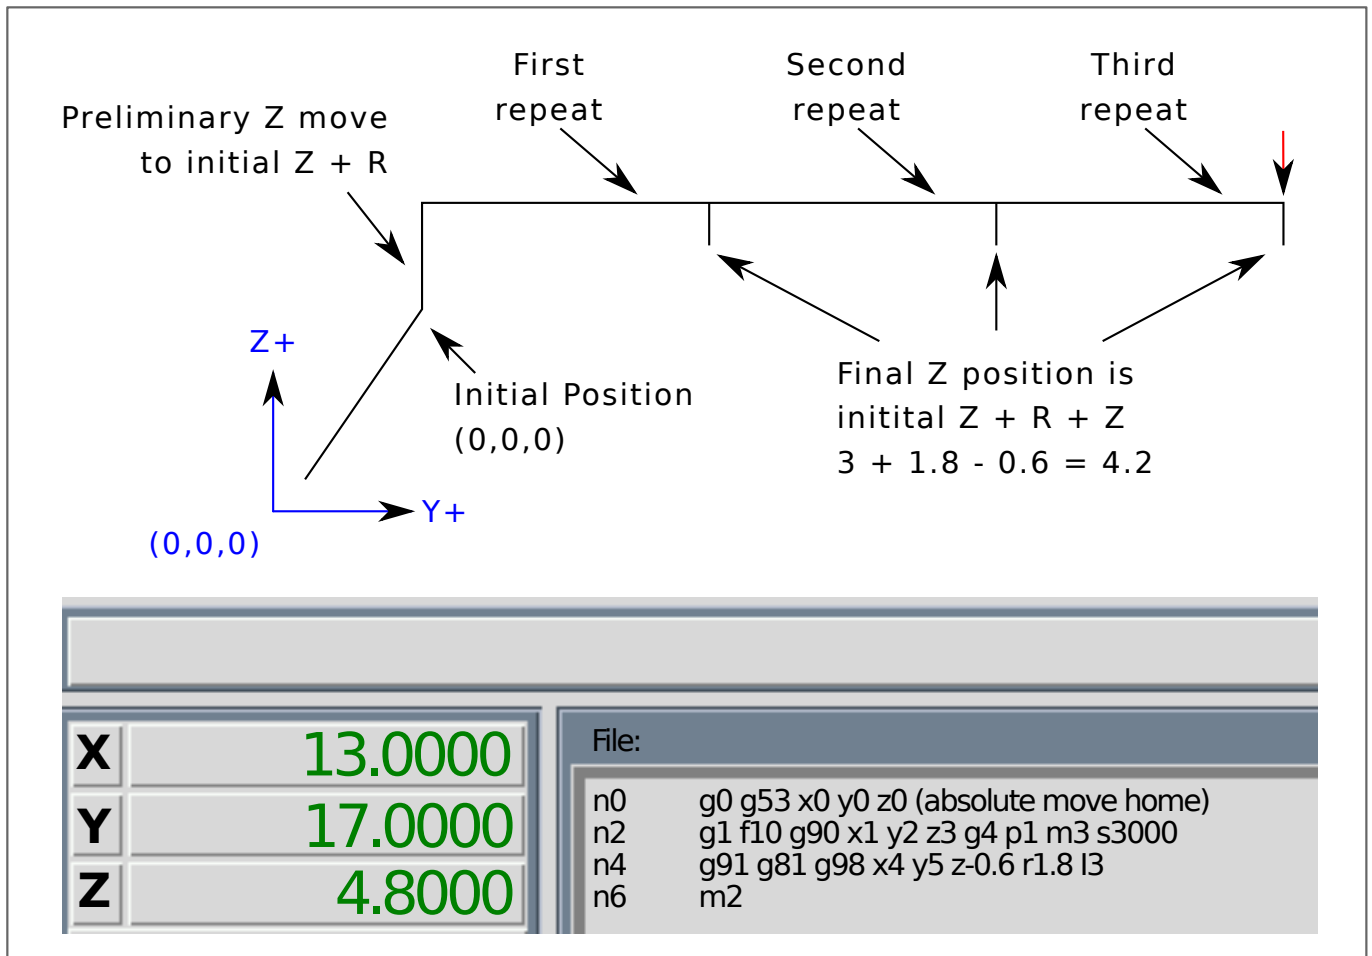 First
repeat
Second
repeat
Third
repeat
Preliminary Z move
to initial Z + R
Z+
Initial Position
(0,0,0)
Final Z position is
initital Z + R + Z
3 + 1.8 - 0.6 = 4.2
Y+
(0,0,0)
X 13.0000
Y 17.0000
Z 4.8000
File:
n0 g0 g53 x0 y0 z0 (absolute move home)
n2 g1 f10 g90 x1 y2 z3 g4 p1 m3 s3000
n4 g91 g81 g98 x4 y5 z-0.6 r1.8 l3
n6 m2